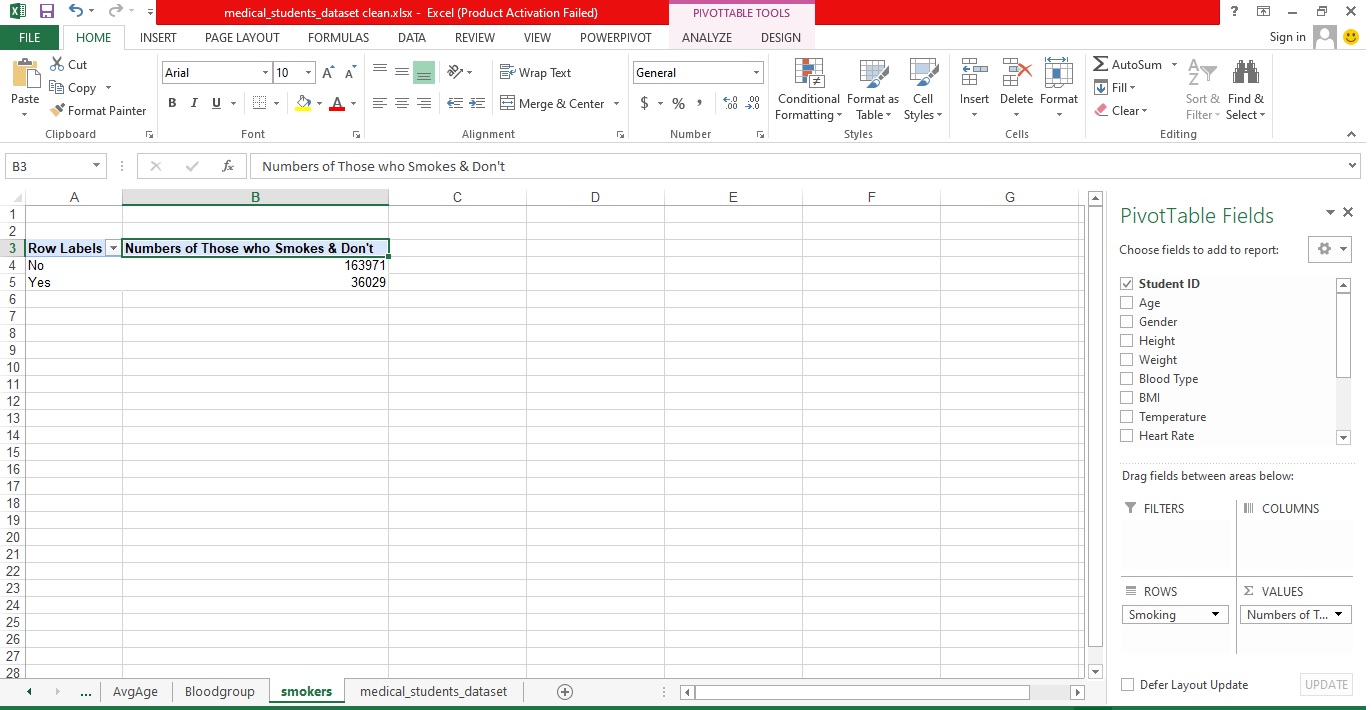 medical_students_dataset clean.xlsx - Excel (Product Activation Failed)
PIVOTTABLE TOOLS
?
FILE HOME INSERT PAGE LAYOUT FORMULAS DATA REVIEW VIEW POWERPIVOT ANALYZE DESIGN Sign in
Paste
Cut
Copy
Format Painter
Clipboard
Arial 10
B I U
Font
Wrap Text
Merge & Center
Alignment
General
$ % ,
Number
Conditional Formatting
Format as Table
Cell Styles
Styles
Insert Delete Format
Cells
AutoSum
Fill
Clear
Sort & Filter
Find & Select
Editing
B3 fx Numbers of Those who Smokes & Don't
A B C D E F G
1
2
3 Row Labels Numbers of Those who Smokes & Don't
4 No 163971
5 Yes 36029
6
7
8
9
10
11
12
13
14
15
16
17
18
19
20
21
22
23
24
25
26
27
28
PivotTable Fields
Choose fields to add to report:
Student ID
Age
Gender
Height
Weight
Blood Type
BMI
Temperature
Heart Rate
Drag fields between areas below:
FILTERS COLUMNS
ROWS VALUES
Smoking Numbers of T...
Defer Layout Update UPDATE
... AvgAge Bloodgroup smokers medical_students_dataset